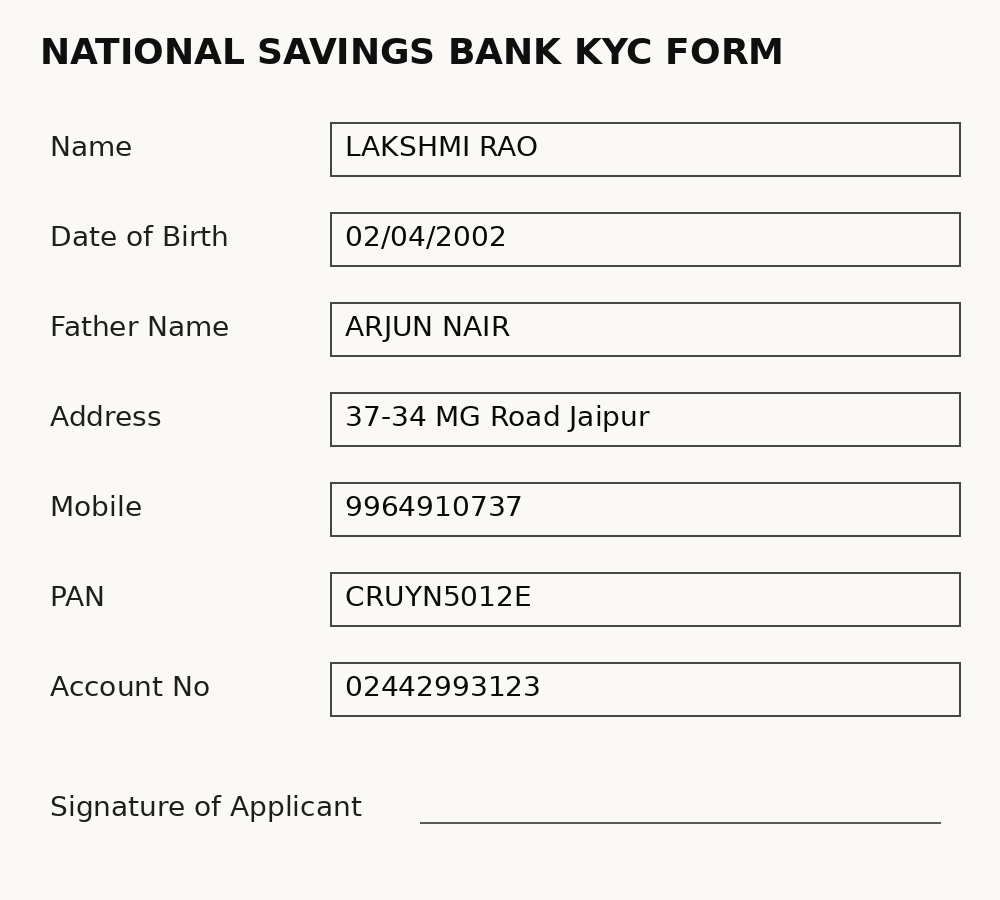 NATIONAL SAVINGS BANK KYC FORM
Name LAKSHMI RAO
Date of Birth 02/04/2002
Father Name ARJUN NAIR
Address 37-34 MG Road Jaipur
Mobile 9964910737
PAN CRUYN5012E
Account No 02442993123
Signature of Applicant